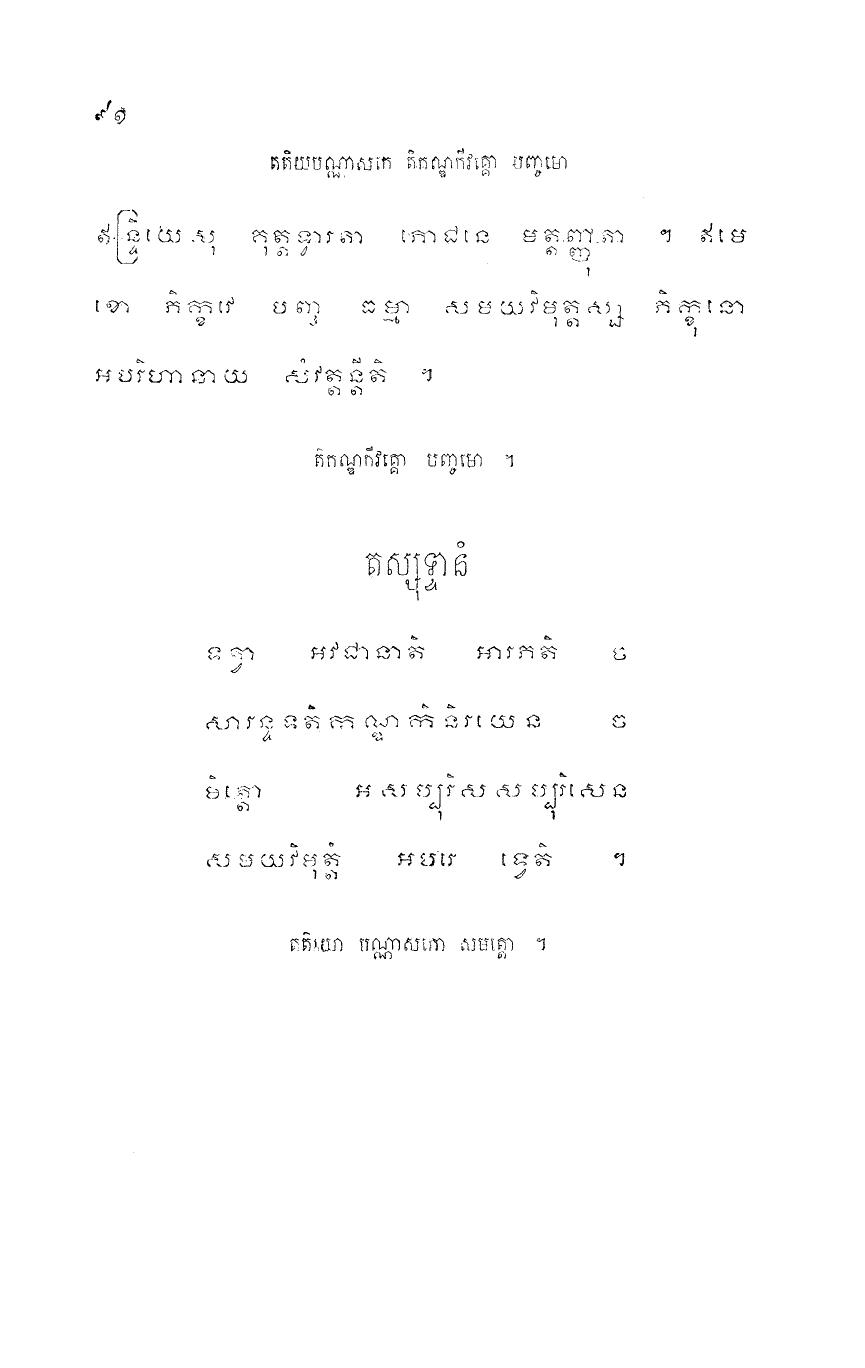 ៩១
តតិយបណ្ណាសកេ តិកណ្ឌកីវគ្គោ បញ្ចមោ
ឥន្ទ្រិយេសុ គុត្តទ្វារតា ភោជនេ មត្តញ្ញុតា ។ ឥមេ
ខោ ភិក្ខវេ បញ្ច ធម្មា សមយវិមុត្តស្ស ភិក្ខុនោ
អបរិហានាយ សំវត្តន្តីតិ ។
តិកណ្ឌកីវគ្គោ បញ្ចមោ ។
តស្សុទ្ទានំ
ទត្វា អវជានាតិ អារភតិ ច
សារន្ទទតិកណ្ឌកំនិរយេន ច
មិត្តោ អសប្បុរិសសប្បុរិសេន
សមយវិមុត្តំ អបរេ ទ្វេតិ ។
តតិយោ បណ្ណាសកោ សមត្តោ ។